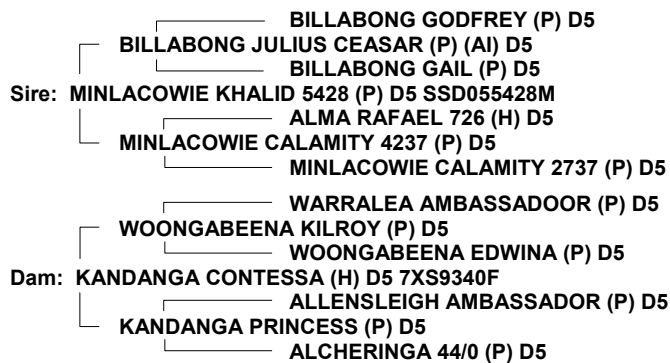 BILLABONG GODFREY (P) D5
BILLABONG JULIUS CEASAR (P) (AI) D5
BILLABONG GAIL (P) D5
Sire: MINLACOWIE KHALID 5428 (P) D5 SSD055428M
ALMA RAFAEL 726 (H) D5
MINLACOWIE CALAMITY 4237 (P) D5
MINLACOWIE CALAMITY 2737 (P) D5
WARRALEA AMBASSADOOR (P) D5
WOONGABEENA KILROY (P) D5
WOONGABEENA EDWINA (P) D5
Dam: KANDANGA CONTESSA (H) D5 7XS9340F
ALLENSLEIGH AMBASSADOR (P) D5
KANDANGA PRINCESS (P) D5
ALCHERINGA 44/0 (P) D5